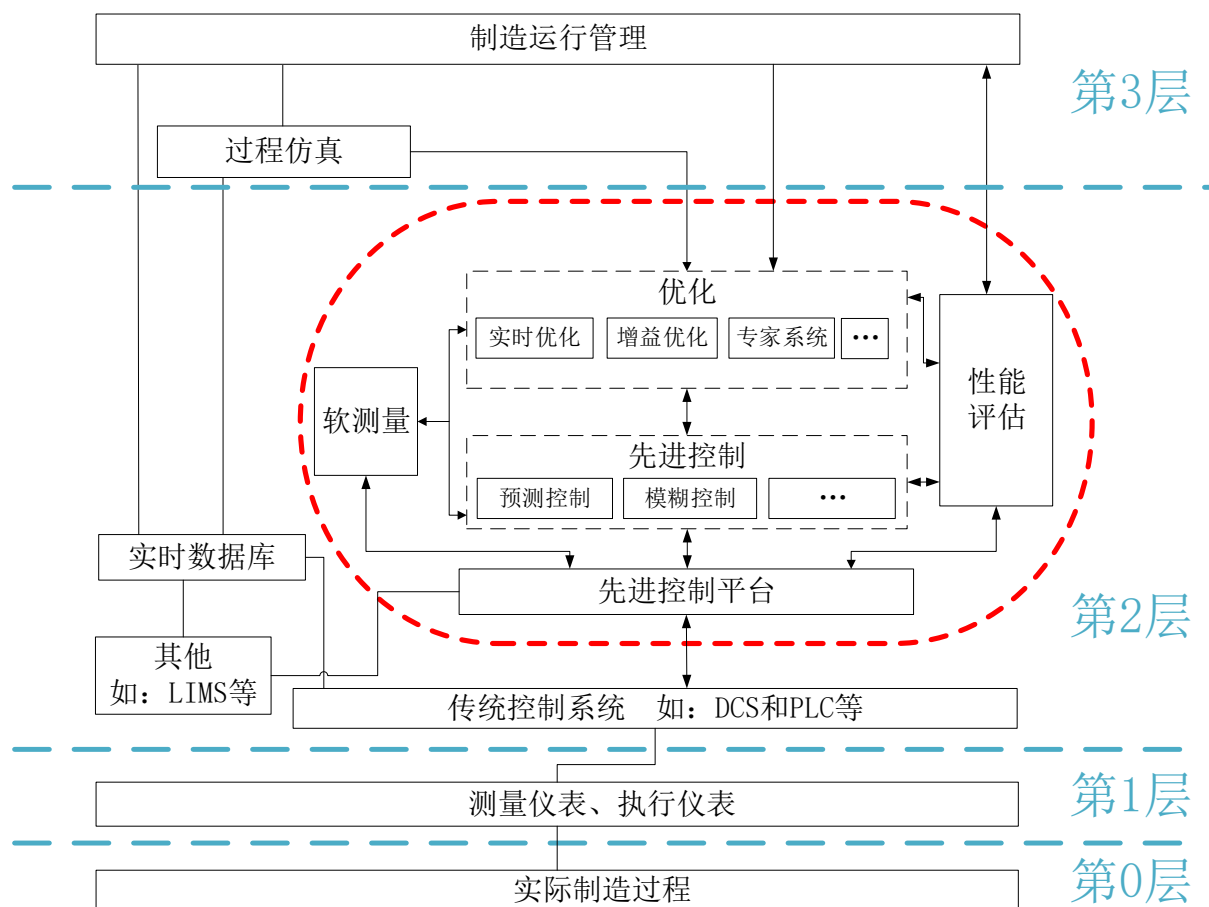 制造运行管理
第3层
过程仿真
优化
实时优化
增益优化
专家系统
•••
性能
评估
软测量
先进控制
预测控制
模糊控制
•••
实时数据库
先进控制平台
第2层
其他
如：LIMS等
传统控制系统 如：DCS和PLC等
第1层
测量仪表、执行仪表
第0层
实际制造过程